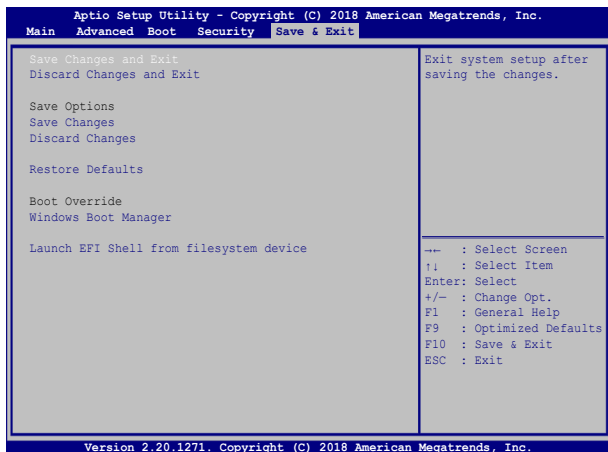 Aptio Setup Utility - Copyright (C) 2018 American Megatrends, Inc.
Main Advanced Boot Security Save & Exit
Save Changes and Exit
Discard Changes and Exit
Save Options
Save Changes
Discard Changes
Restore Defaults
Boot Override
Windows Boot Manager
Launch EFI Shell from filesystem device
Exit system setup after
saving the changes.
→← : Select Screen
↑↓ : Select Item
Enter: Select
+/— : Change Opt.
F1 : General Help
F9 : Optimized Defaults
F10 : Save & Exit
ESC : Exit
Version 2.20.1271. Copyright (C) 2018 American Megatrends, Inc.